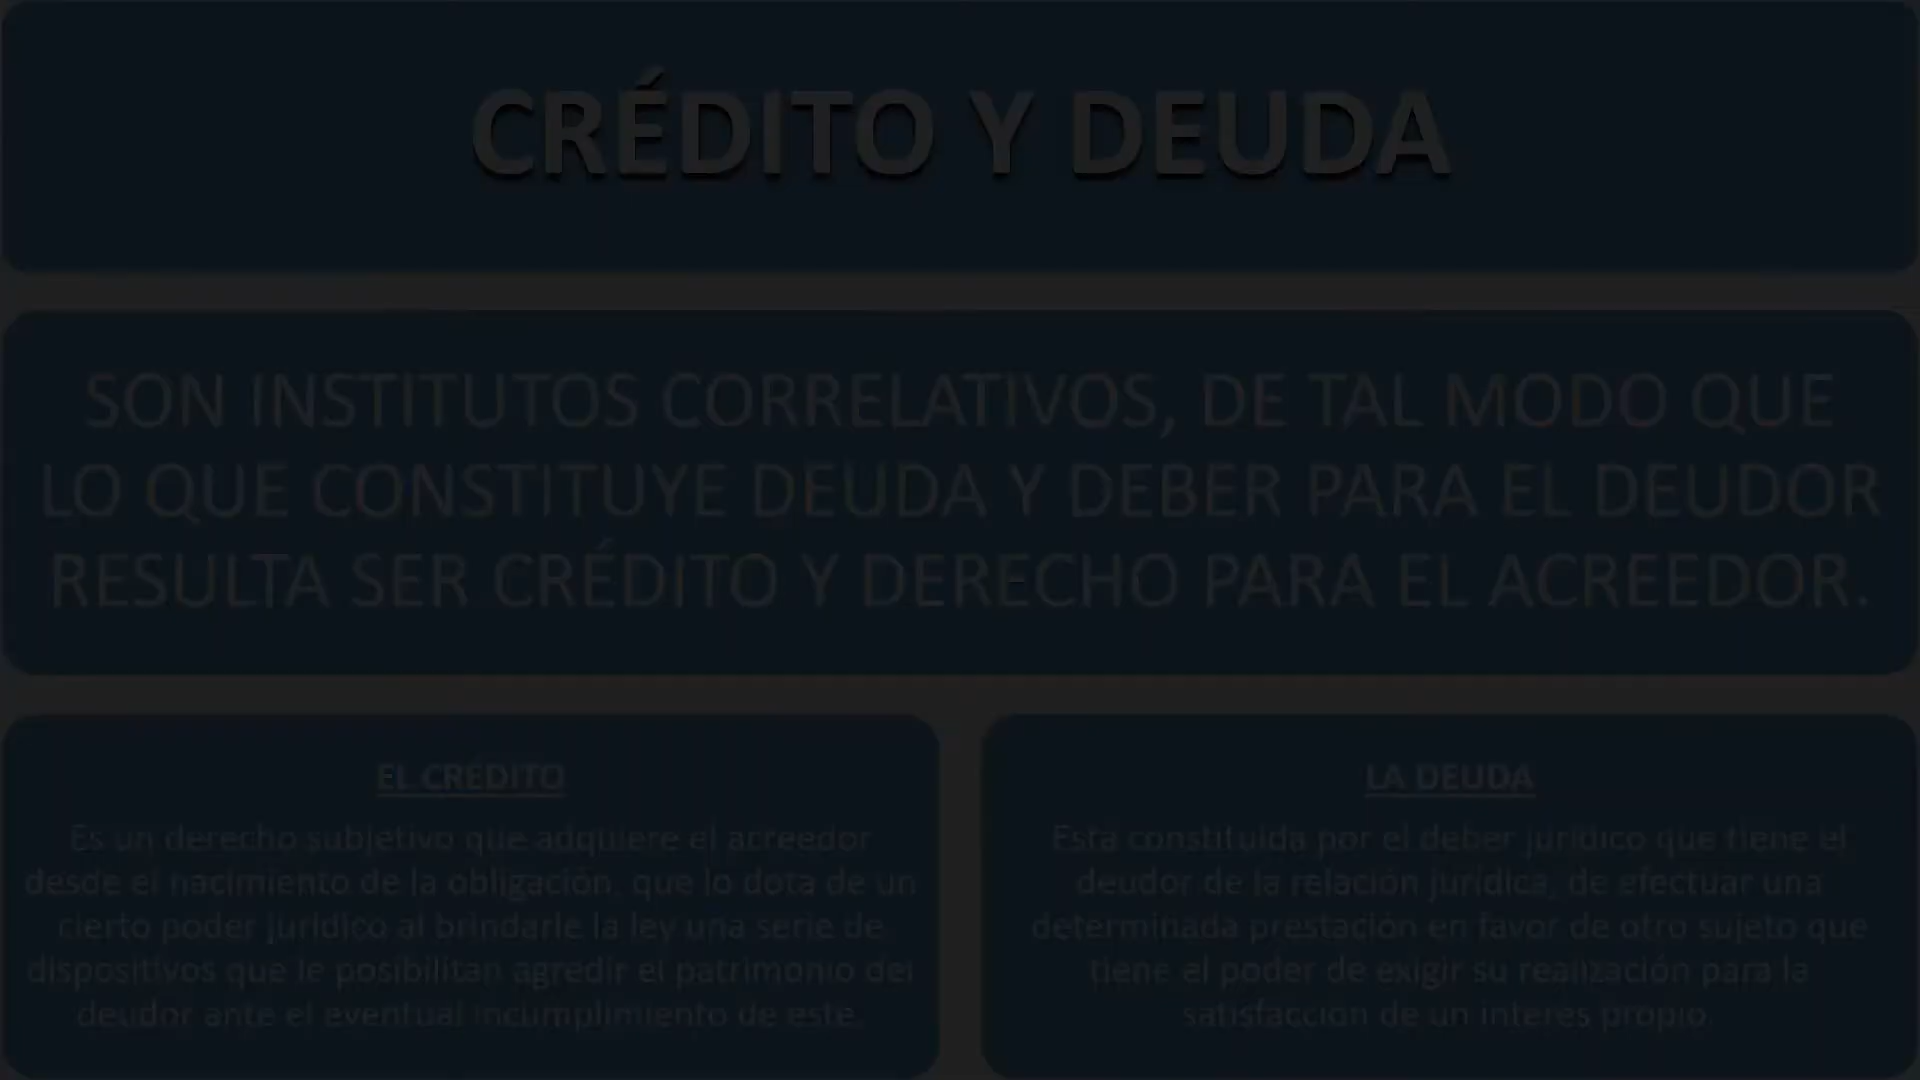 CRÉDITO Y DEUDA
SON INSTITUTOS CORRELATIVOS, DE TAL MODO QUE
LO QUE CONSTITUYE DEUDA Y DEBER PARA EL DEUDOR
RESULTA SER CRÉDITO Y DERECHO PARA EL ACREEDOR.
EL CRÉDITO
Es un derecho subjetivo que adquiere el acreedor
desde el nacimiento de la obligación, que lo dota de un
cierto poder jurídico al brindarle la ley una serie de
dispositivos que le posibilitan agredir el patrimonio del
deudor ante el eventual incumplimiento de este.
LA DEUDA
Esta constituida por el deber jurídico que tiene el
deudor de la relación jurídica, de efectuar una
determinada prestación en favor de otro sujeto que
tiene el poder de exigir su realización para la
satisfacción de un interés propio.